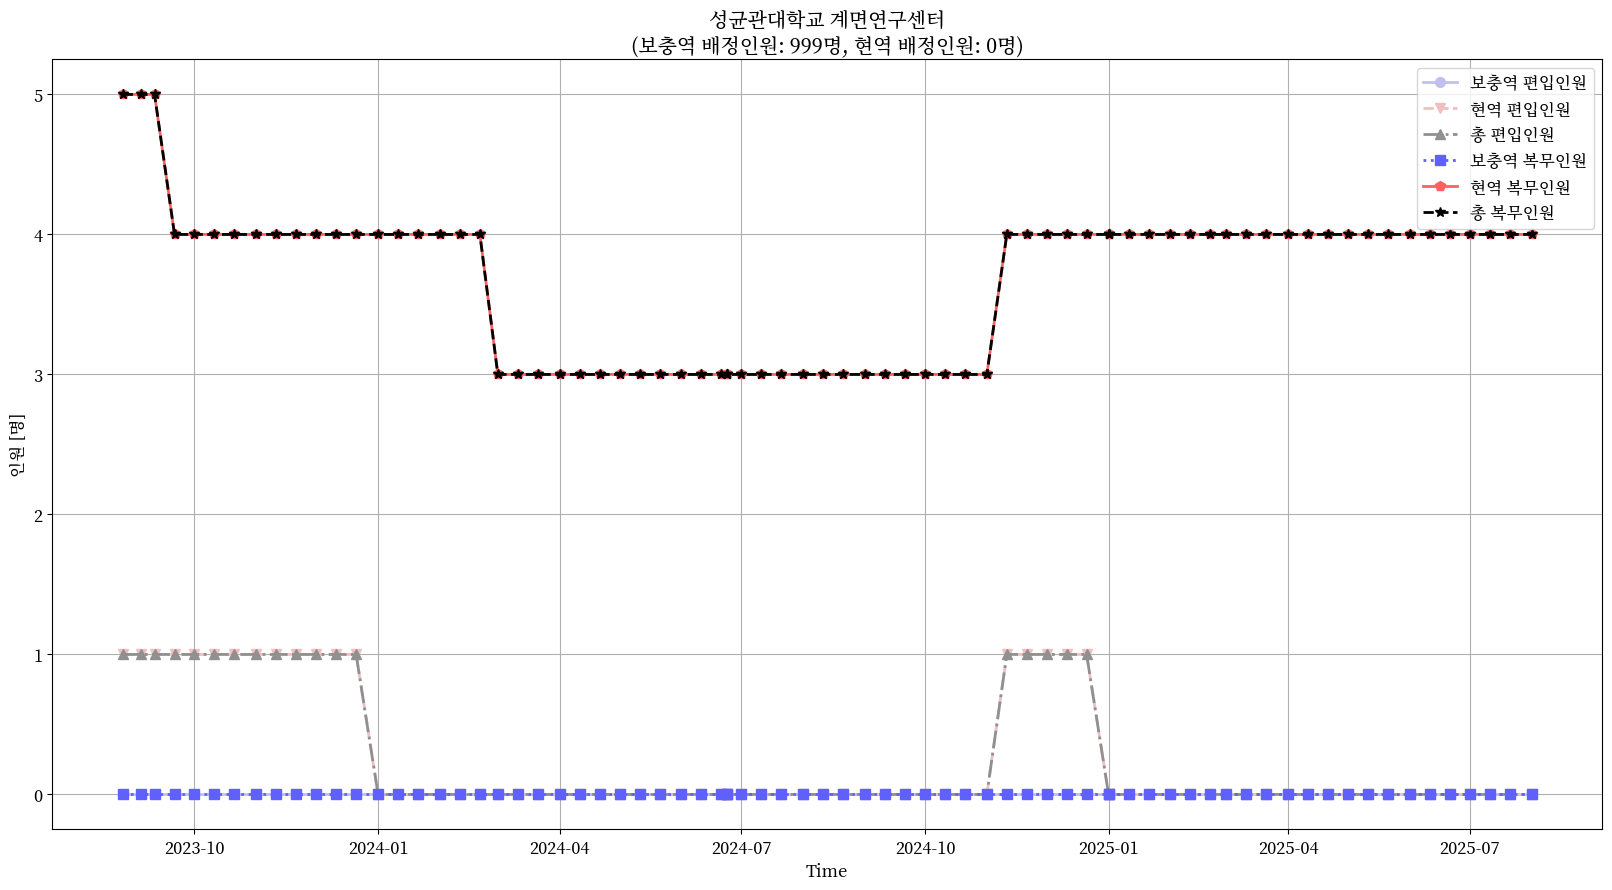 성균관대학교 계면연구센터
(보충역 배정인원: 999명, 현역 배정인원: 0명)
보충역 편입인원
현역 편입인원
총 편입인원
보충역 복무인원
현역 복무인원
총 복무인원
인원 [명]
5
4
3
2
1
0
2023-10
2024-01
2024-04
2024-07
2024-10
2025-01
2025-04
2025-07
Time